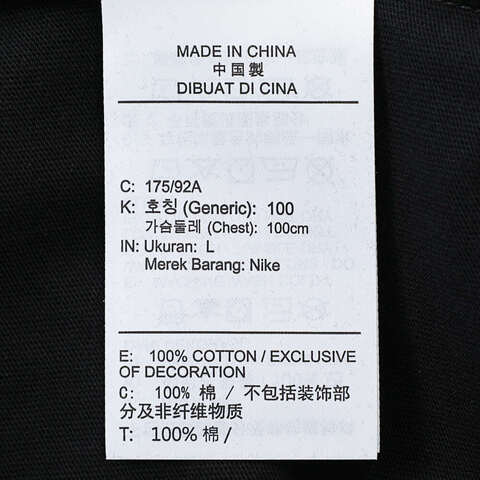 MADE IN CHINA
中国製
DIBUAT DI CINA
C: 175/92A
K: 호칭 (Generic): 100
가슴둘레 (Chest): 100cm
IN: Ukuran: L
Merek Barang: Nike
E: 100% COTTON / EXCLUSIVE
OF DECORATION
C: 100% 棉 / 不包括装饰部
分及非纤维物质
T: 100% 棉 /